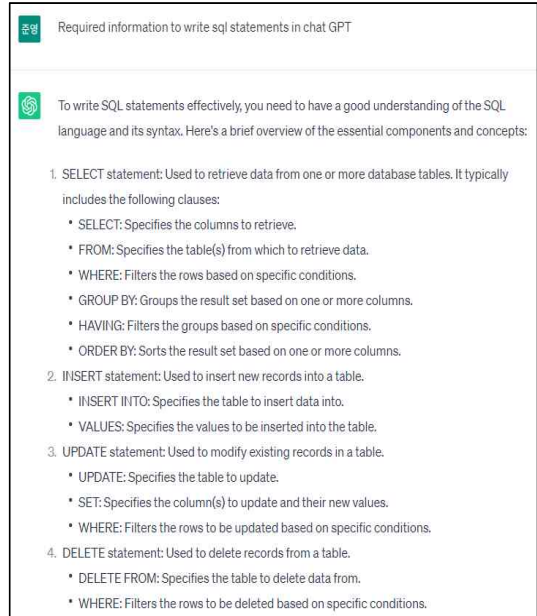 준영 Required information to write sql statements in chat GPT
To write SQL statements effectively, you need to have a good understanding of the SQL
language and its syntax. Here's a brief overview of the essential components and concepts:
1. SELECT statement: Used to retrieve data from one or more database tables. It typically
includes the following clauses:
• SELECT: Specifies the columns to retrieve.
• FROM: Specifies the table(s) from which to retrieve data.
• WHERE: Filters the rows based on specific conditions.
• GROUP BY: Groups the result set based on one or more columns.
• HAVING: Filters the groups based on specific conditions.
• ORDER BY: Sorts the result set based on one or more columns.
2. INSERT statement: Used to insert new records into a table.
• INSERT INTO: Specifies the table to insert data into.
• VALUES: Specifies the values to be inserted into the table.
3. UPDATE statement: Used to modify existing records in a table.
• UPDATE: Specifies the table to update.
• SET: Specifies the column(s) to update and their new values.
• WHERE: Filters the rows to be updated based on specific conditions.
4. DELETE statement: Used to delete records from a table.
• DELETE FROM: Specifies the table to delete data from.
• WHERE: Filters the rows to be deleted based on specific conditions.